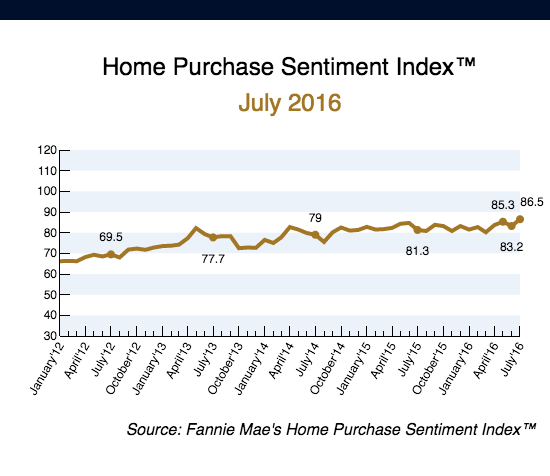 Home Purchase Sentiment Index™
July 2016
120
110
100
90
80
70
60
50
40
30
69.5
77.7
79
81.3
85.3
83.2
86.5
January'12
April'12
July'12
October'12
January'13
April'13
July'13
October'13
January'14
April'14
July'14
October'14
January'15
April'15
July'15
October'15
January'16
April'16
July'16
Source: Fannie Mae's Home Purchase Sentiment Index™